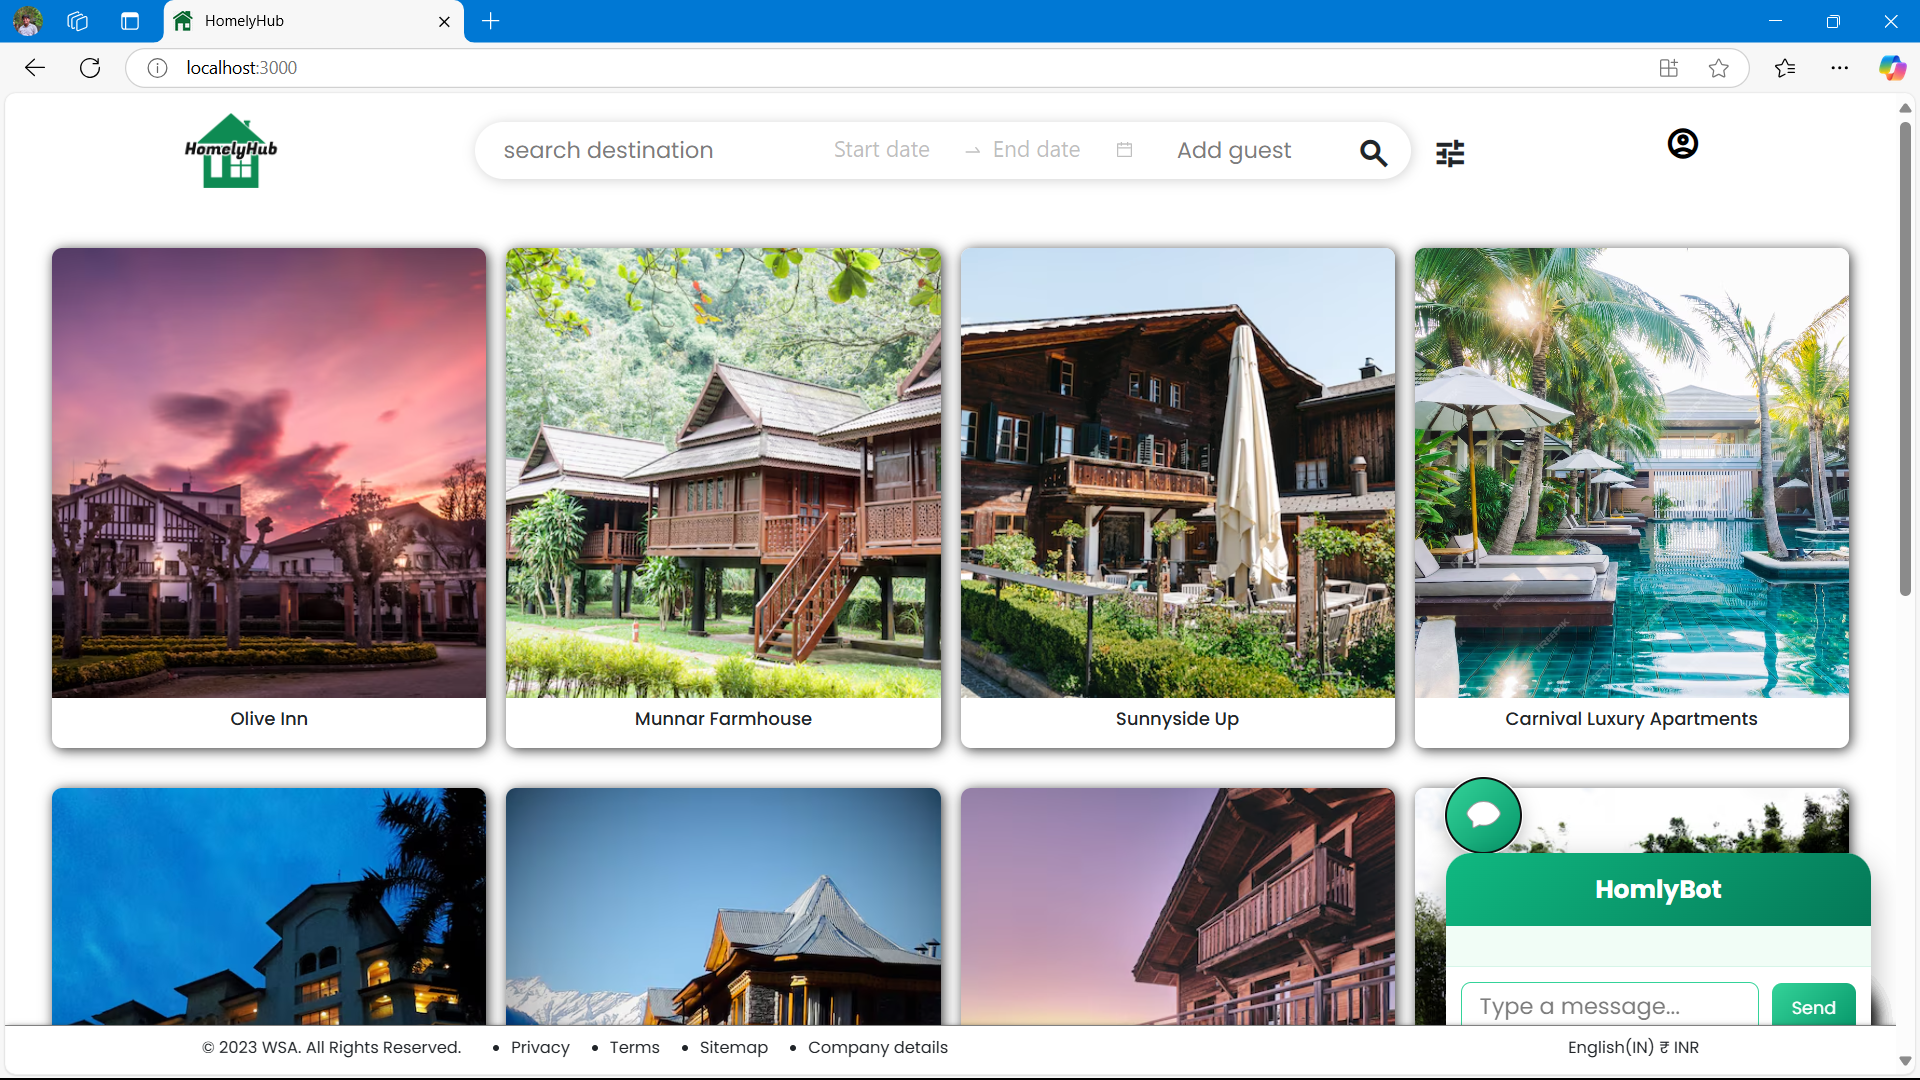 HomelyHub
localhost:3000
HomelyHub
search destination
Start date
End date
Add guest
Olive Inn
Munnar Farmhouse
Sunnyside Up
Carnival Luxury Apartments
HomlyBot
Type a message...
Send
© 2023 WSA. All Rights Reserved. • Privacy • Terms • Sitemap • Company details
English(IN) ₹ INR